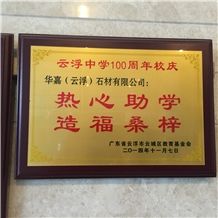 云浮中学100周年校庆
华嘉（云浮）石材有限公司：
热心助学
造福桑梓
广东省云浮市云城区教育基金会
二〇一四年十一月七日